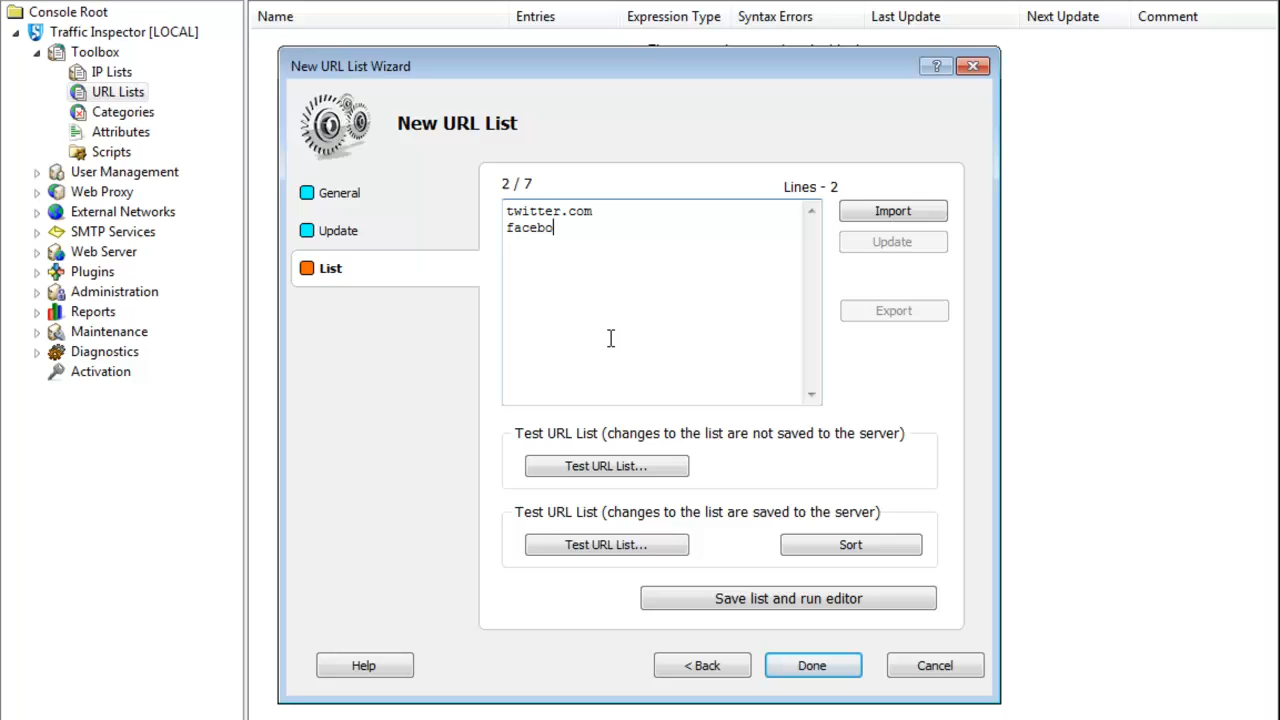 Console Root
Traffic Inspector [LOCAL]
Toolbox
IP Lists
URL Lists
Categories
Attributes
Scripts
User Management
Web Proxy
External Networks
SMTP Services
Web Server
Plugins
Administration
Reports
Maintenance
Diagnostics
Activation
Name Entries Expression Type Syntax Errors Last Update Next Update Comment
New URL List Wizard
?
New URL List
General
Update
List
2 / 7
Lines - 2
twitter.com
facebo
Import
Update
Export
Test URL List (changes to the list are not saved to the server)
Test URL List...
Test URL List (changes to the list are saved to the server)
Test URL List... Sort
Save list and run editor
Help < Back Done Cancel